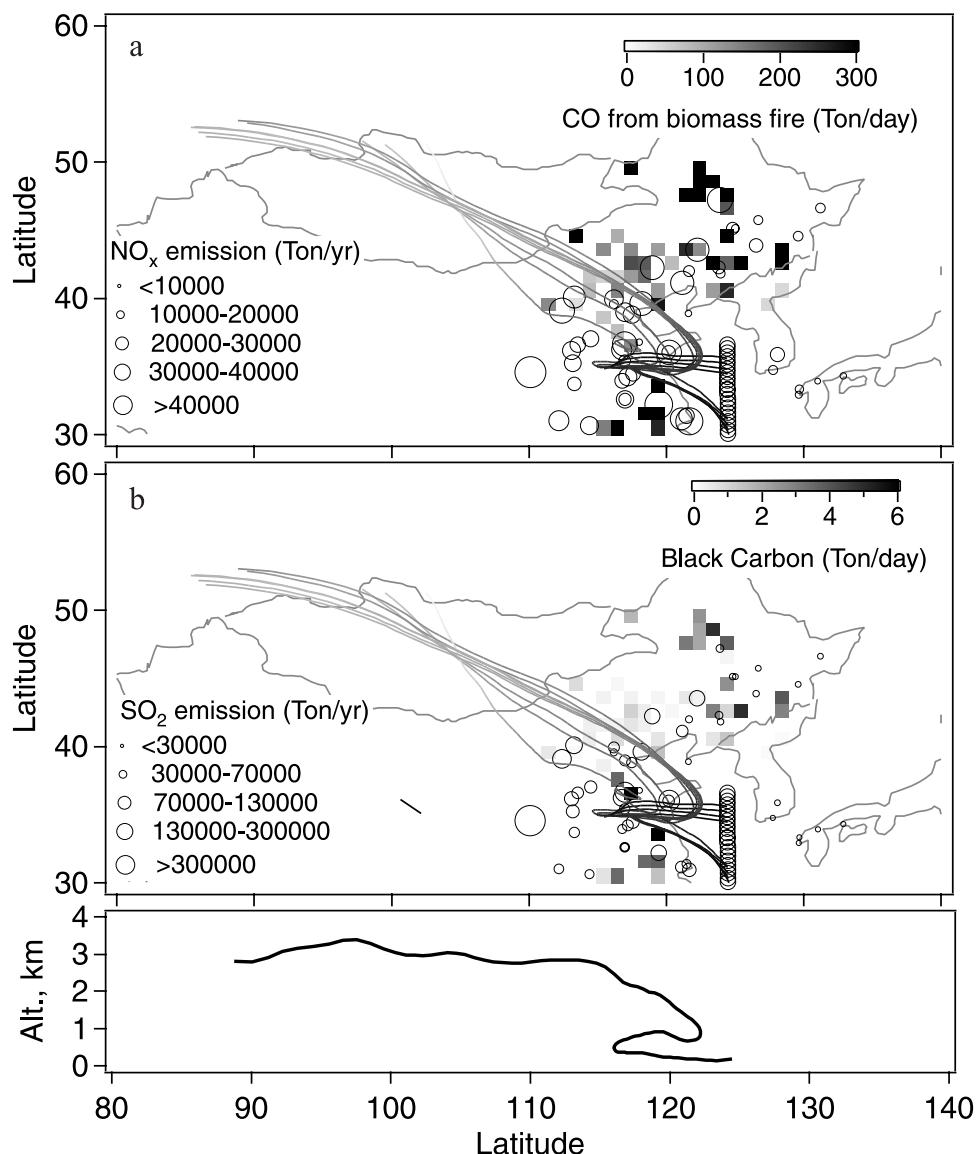 60
a
0 100 200 300
CO from biomass fire (Ton/day)
50
Latitude
NOx emission (Ton/yr)
<10000
40
10000-20000
20000-30000
30000-40000
>40000
30
60
b
0 2 4 6
Black Carbon (Ton/day)
50
Latitude
SO2 emission (Ton/yr)
<30000
40
30000-70000
70000-130000
130000-300000
>300000
30
4
3
2
1
0
Alt., km
80 90 100 110 120 130 140
Latitude